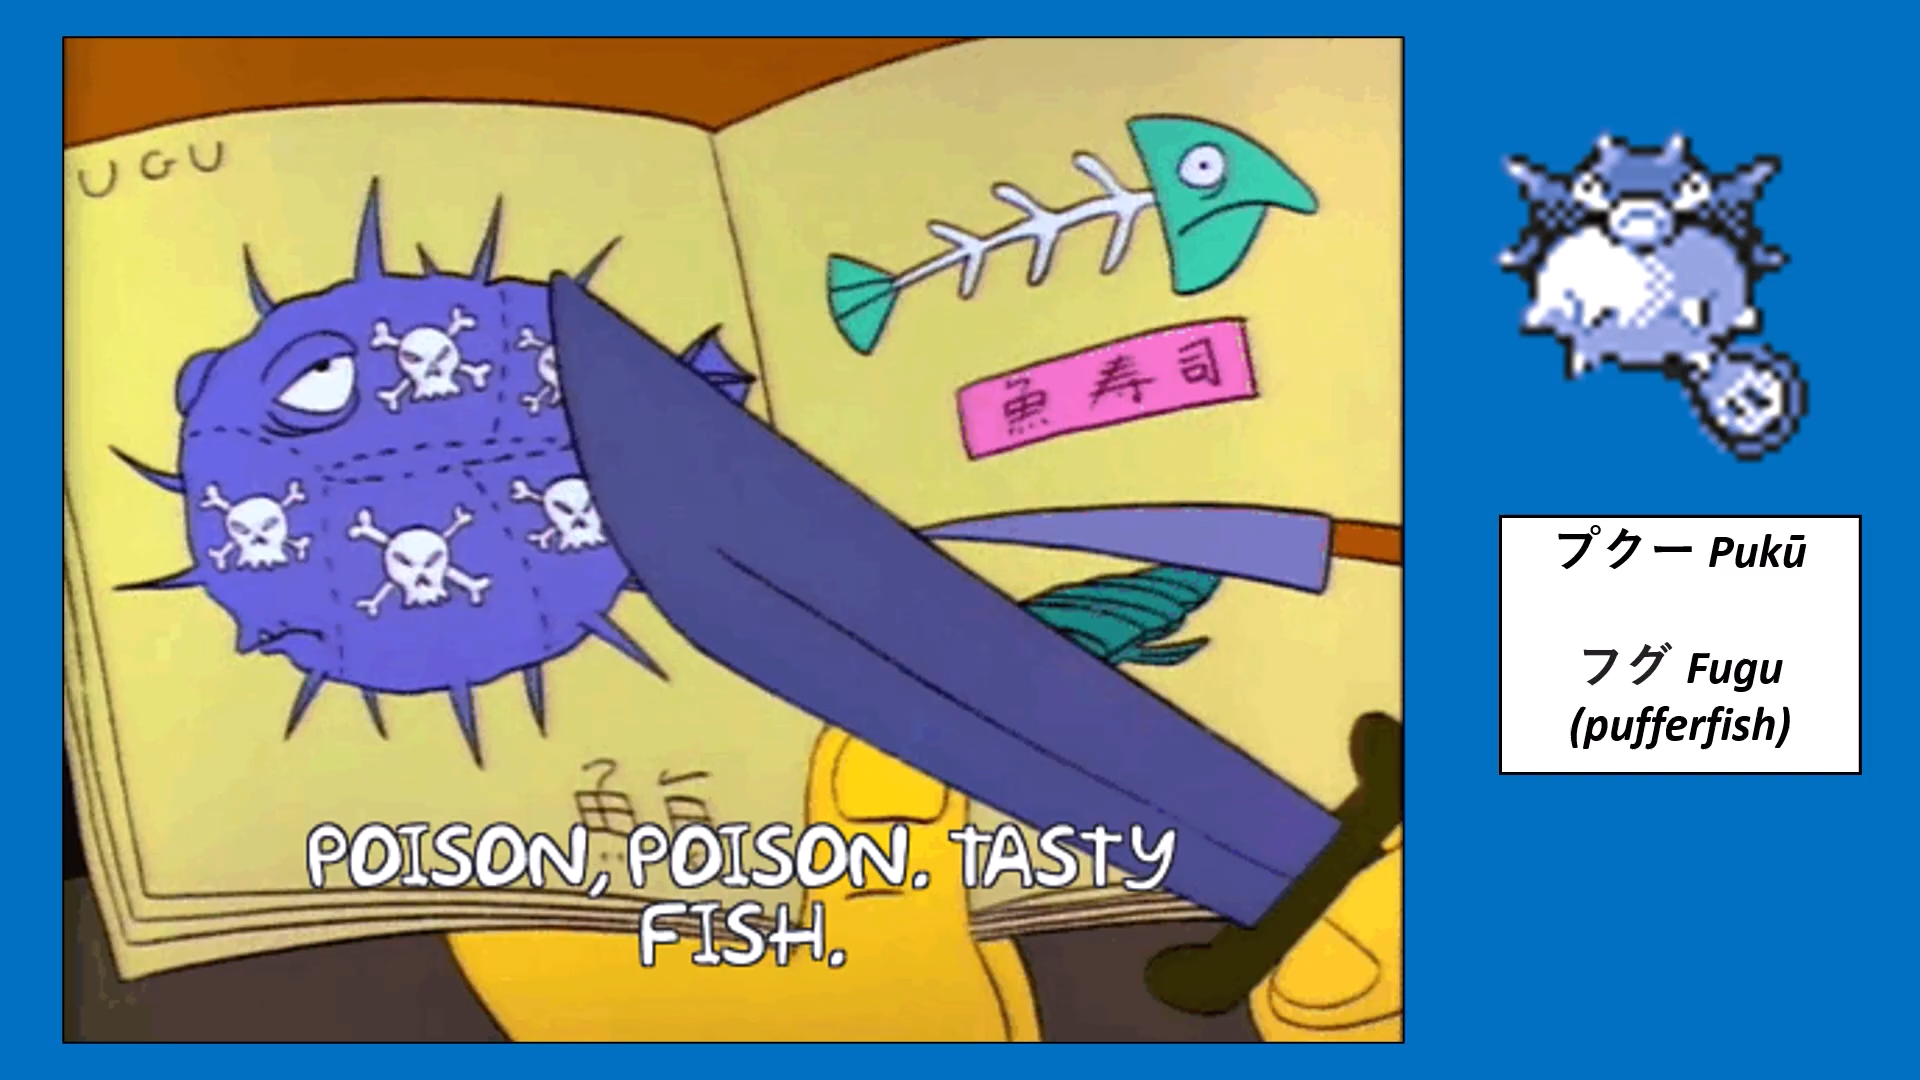 UGU
魚寿司
POISON, POISON. TASTY
FISH.
プクー Pukū
フグ Fugu
(pufferfish)